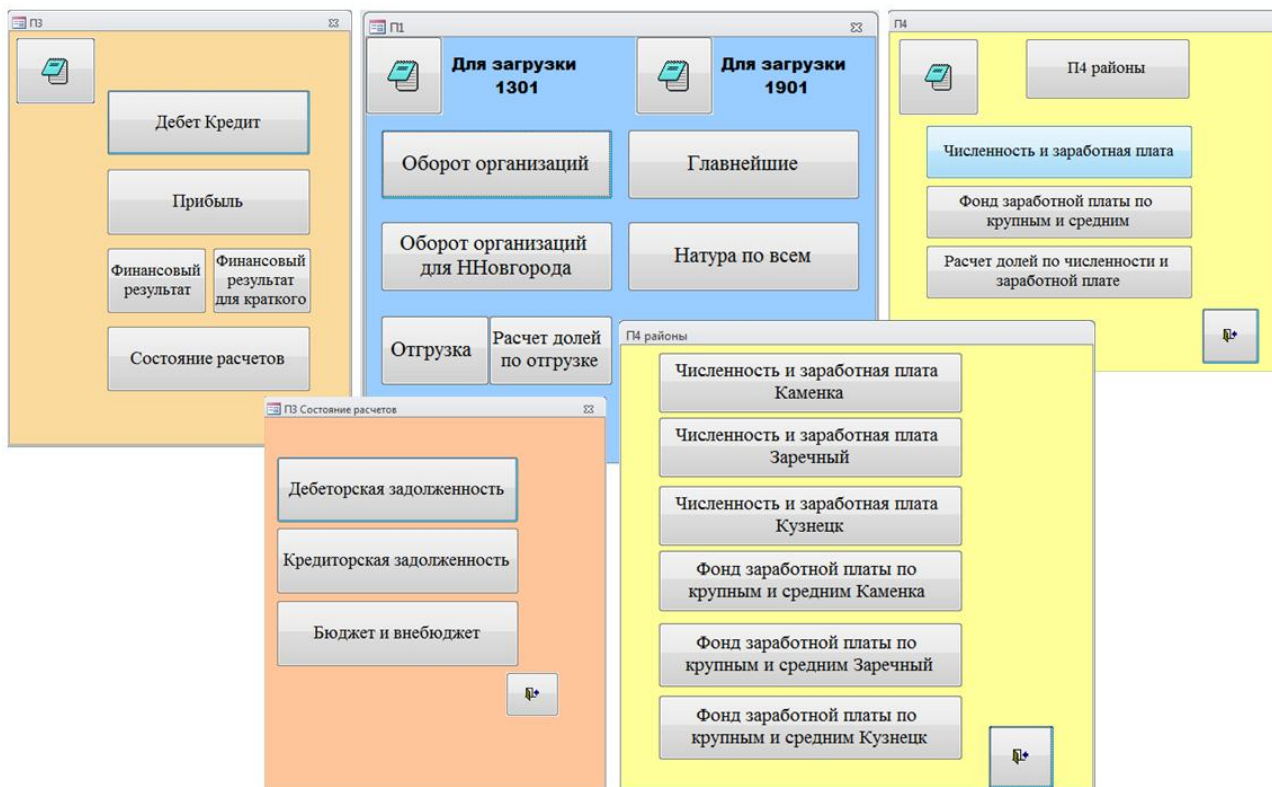 П3
Дебет Кредит
Прибыль
Финансовый
результат
Финансовый
результат
для краткого
Состояние расчетов
П1
Для загрузки
1301
Для загрузки
1901
Оборот организаций
Главнейшие
Оборот организаций
для ННовгорода
Натура по всем
Отгрузка
Расчет долей
по отгрузке
П4
П4 районы
Численность и заработная плата
Фонд заработной платы по
крупным и средним
Расчет долей по численности и
заработной плате
П3 Состояние расчетов
Дебеторская задолженность
Кредиторская задолженность
Бюджет и внебюджет
П4 районы
Численность и заработная плата
Каменка
Численность и заработная плата
Заречный
Численность и заработная плата
Кузнецк
Фонд заработной платы по
крупным и средним Каменка
Фонд заработной платы по
крупным и средним Заречный
Фонд заработной платы по
крупным и средним Кузнецк